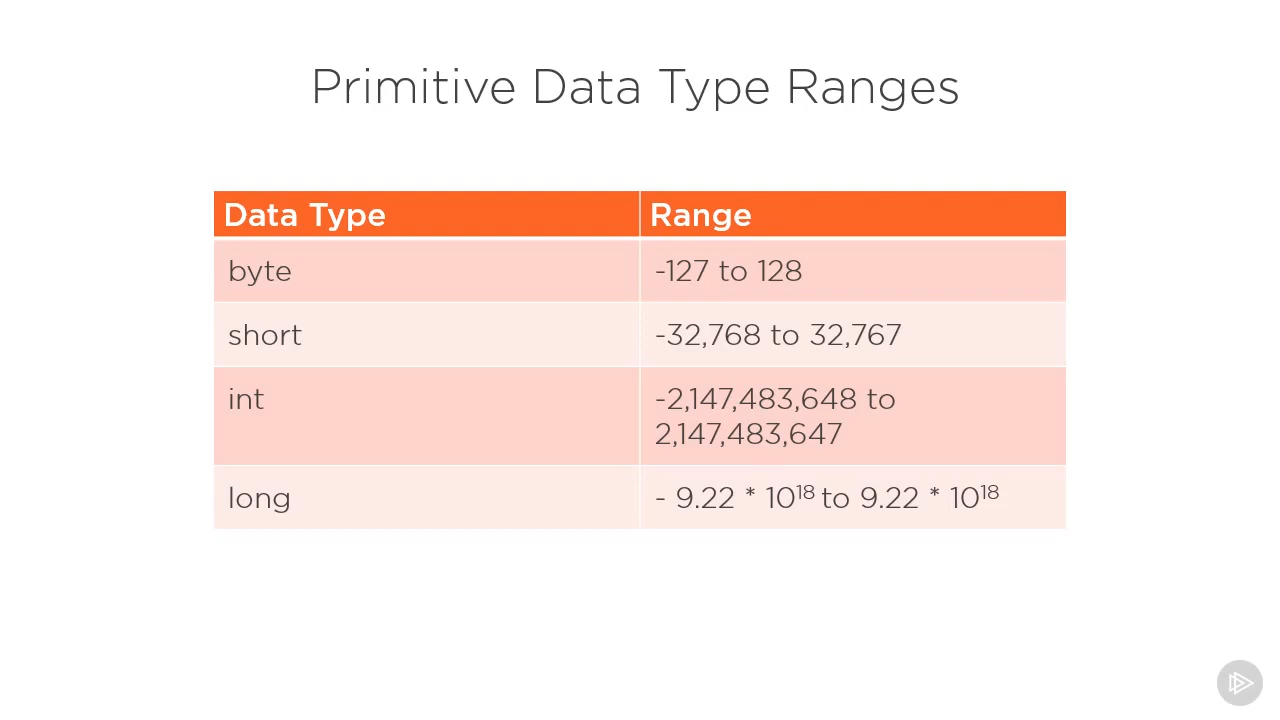 Primitive Data Type Ranges
Data Type Range
byte -127 to 128
short -32,768 to 32,767
int -2,147,483,648 to
2,147,483,647
long - 9.22 * 10¹⁸ to 9.22 * 10¹⁸